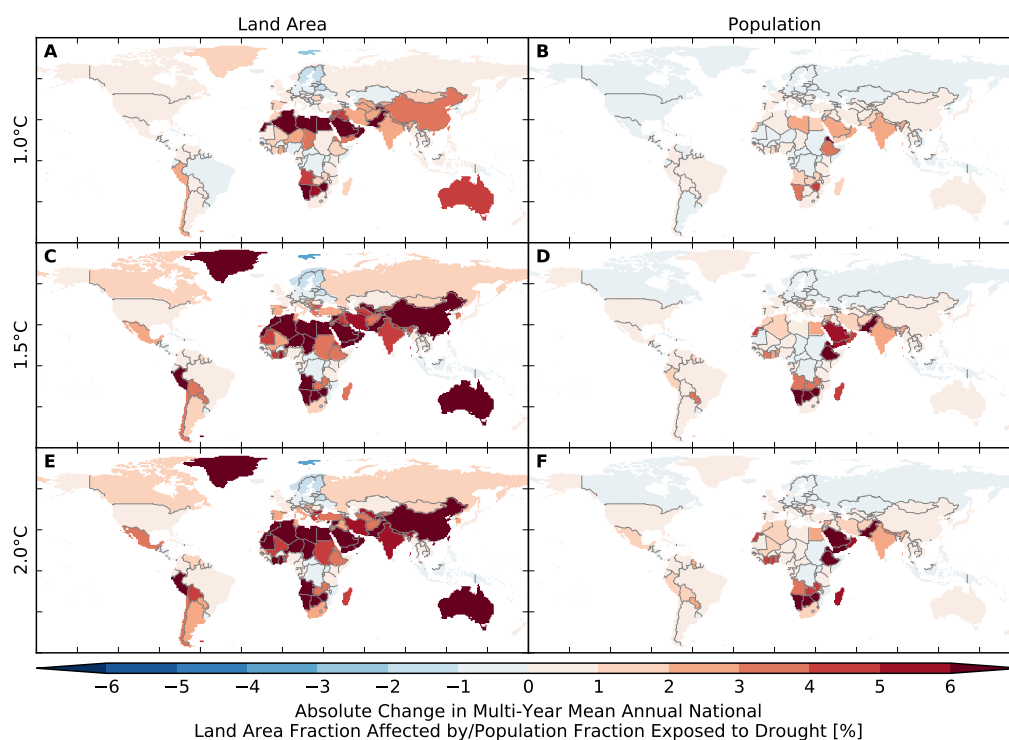 Land Area
Population
A
B
1.0°C
C
D
1.5°C
E
F
2.0°C
−6 −5 −4 −3 −2 −1 0 1 2 3 4 5 6
Absolute Change in Multi-Year Mean Annual National
Land Area Fraction Affected by/Population Fraction Exposed to Drought [%]